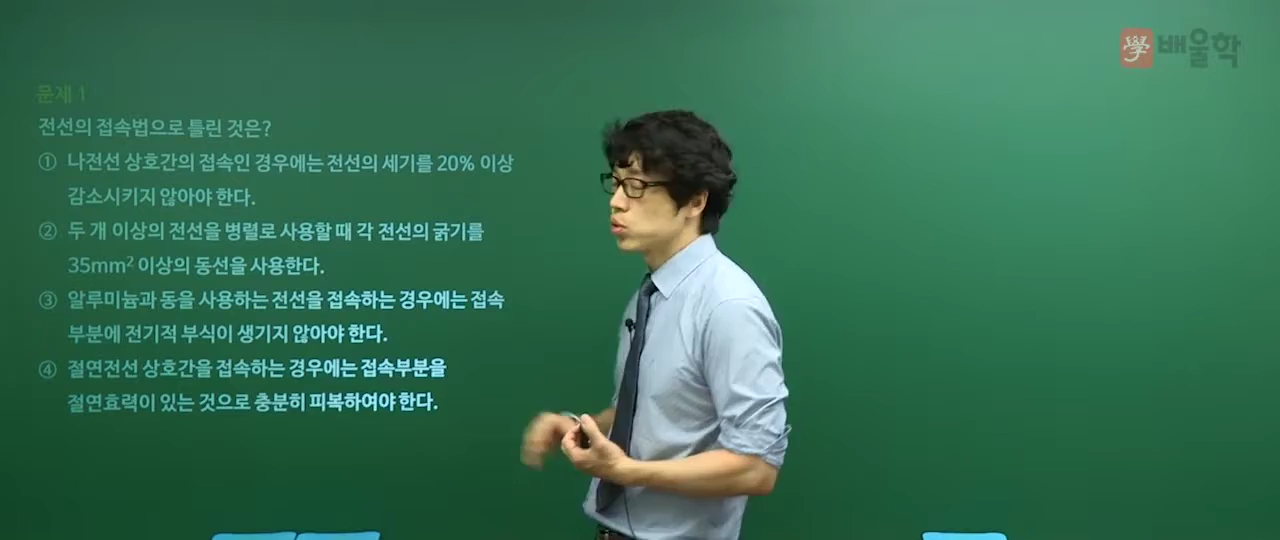 學 배울학
문제 1
전선의 접속법으로 틀린 것은?
① 나전선 상호간의 접속인 경우에는 전선의 세기를 20% 이상
감소시키지 않아야 한다.
② 두 개 이상의 전선을 병렬로 사용할 때 각 전선의 굵기를
35mm² 이상의 동선을 사용한다.
③ 알루미늄과 동을 사용하는 전선을 접속하는 경우에는 접속
부분에 전기적 부식이 생기지 않아야 한다.
④ 절연전선 상호간을 접속하는 경우에는 접속부분을
절연효력이 있는 것으로 충분히 피복하여야 한다.